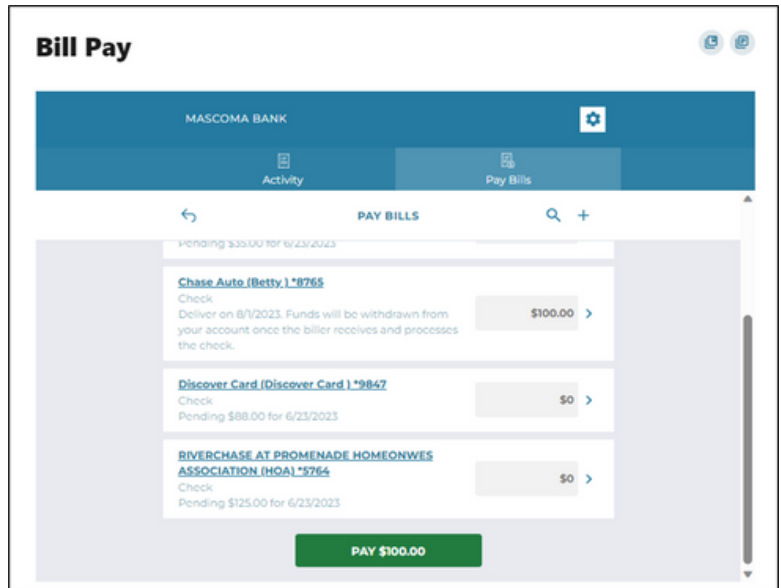 Bill Pay
MASCOMA BANK
Activity
Pay Bills
PAY BILLS
Pending $35.00 for 6/23/2023
Chase Auto (Betty ) *8765
Check
Deliver on 8/1/2023. Funds will be withdrawn from
your account once the biller receives and processes
the check.
$100.00
Discover Card (Discover Card ) *9847
Check
Pending $88.00 for 6/23/2023
$0
RIVERCHASE AT PROMENADE HOMEONWES
ASSOCIATION (HOA) *5764
Check
Pending $125.00 for 6/23/2023
$0
PAY $100.00